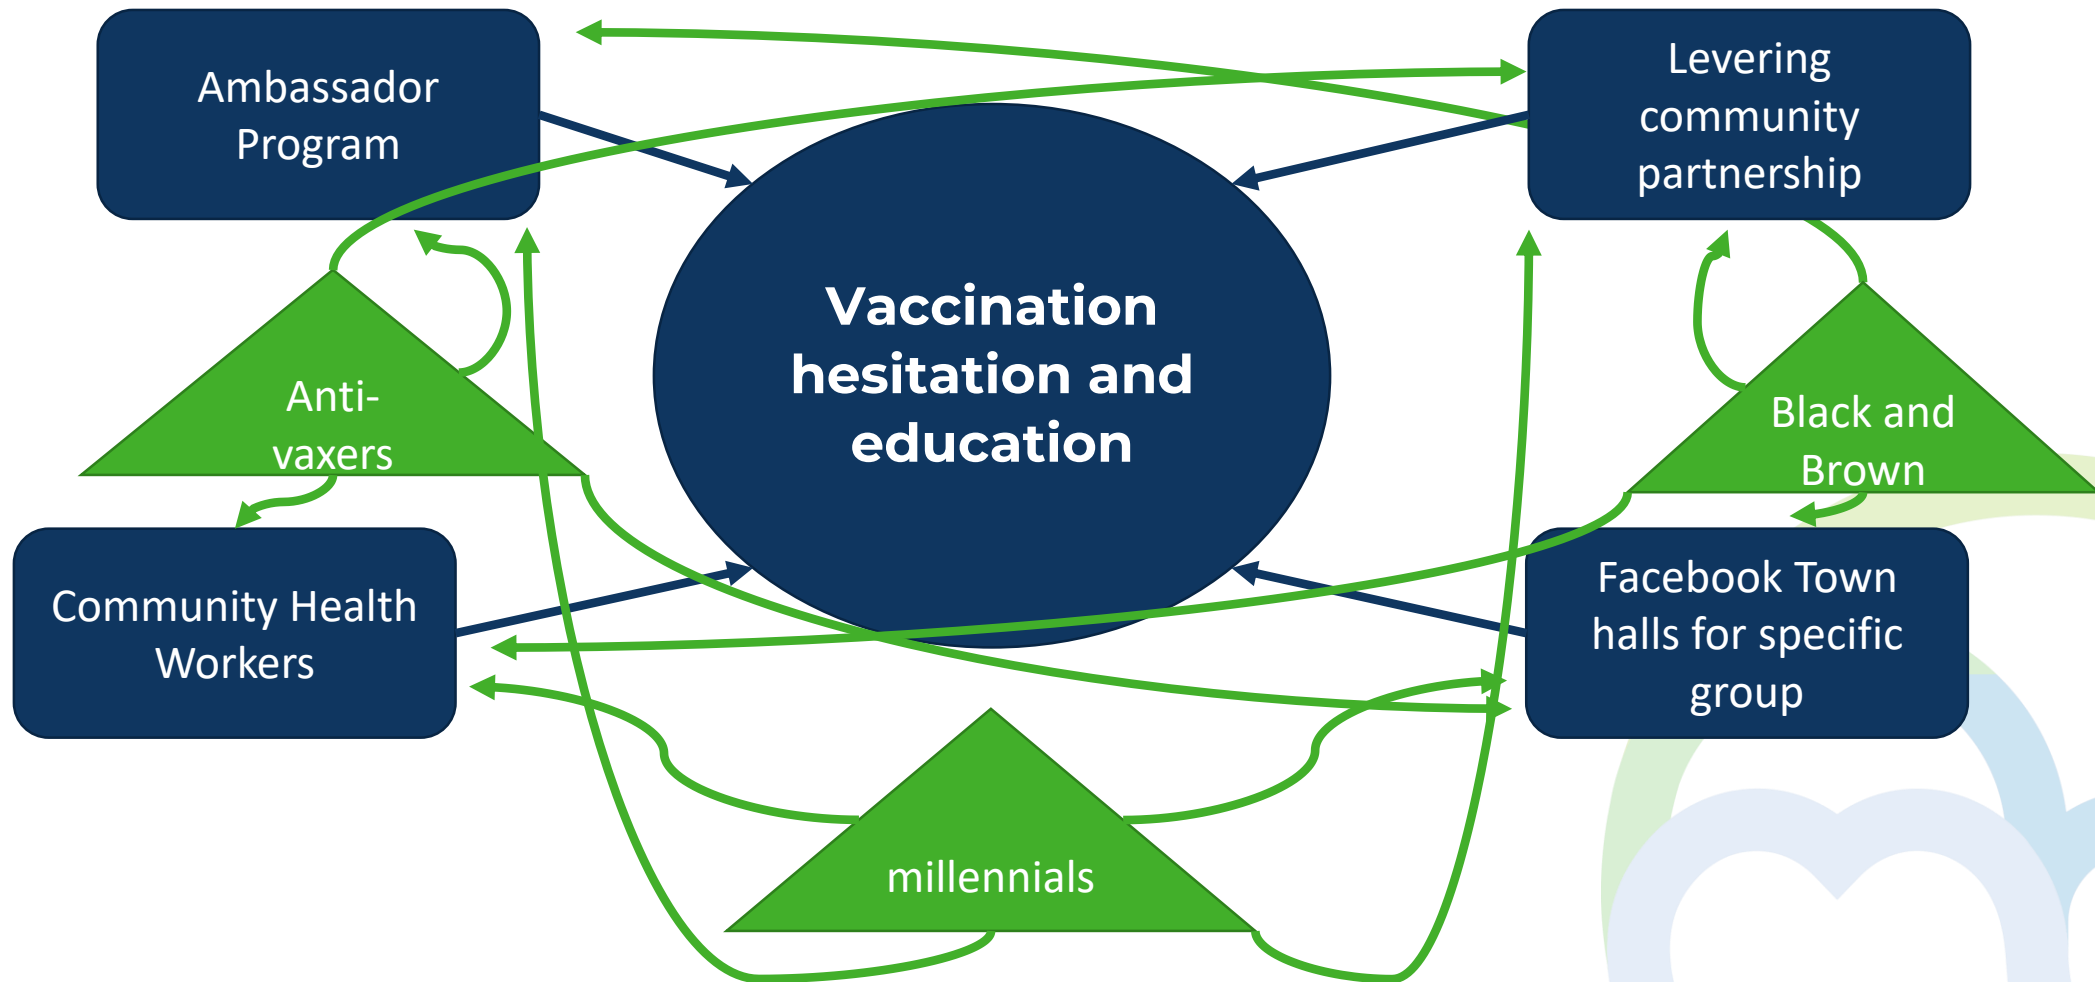 Ambassador
Program
Levering
community
partnership
Vaccination
hesitation and
education
Anti-
vaxers
Black and
Brown
Community Health
Workers
Facebook Town
halls for specific
group
millennials